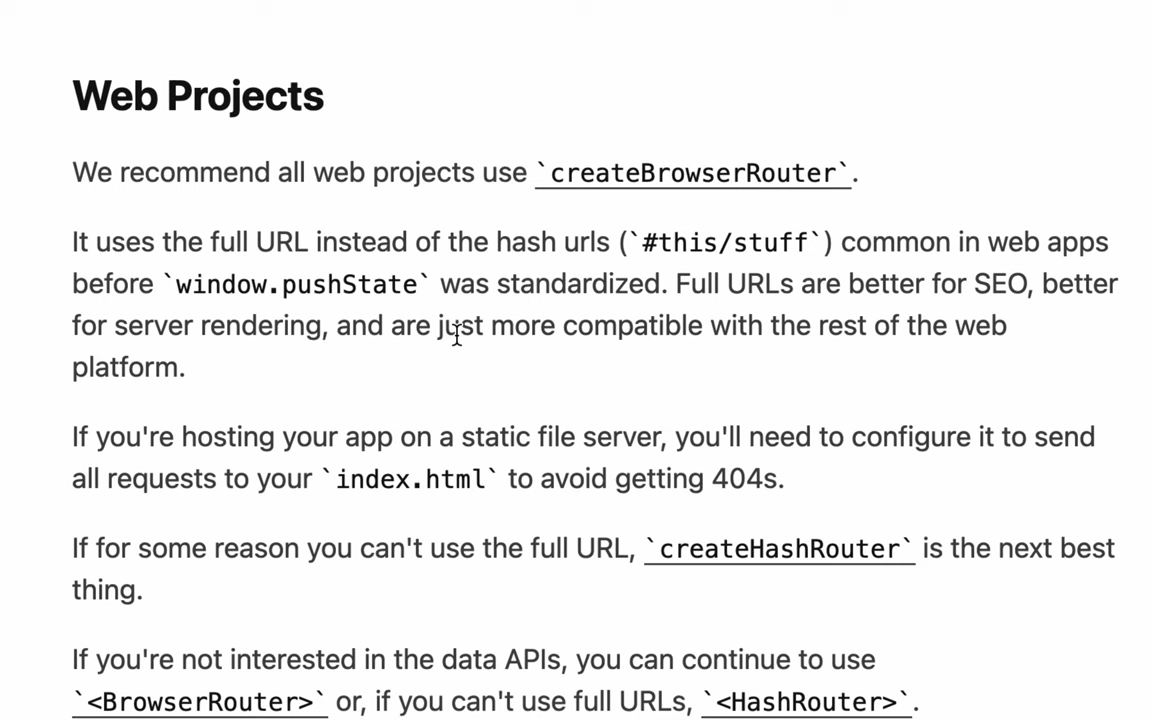 Web Projects
We recommend all web projects use `createBrowserRouter`.
It uses the full URL instead of the hash urls (`#this/stuff`) common in web apps
before `window.pushState` was standardized. Full URLs are better for SEO, better
for server rendering, and are just more compatible with the rest of the web
platform.
If you're hosting your app on a static file server, you'll need to configure it to send
all requests to your `index.html` to avoid getting 404s.
If for some reason you can't use the full URL, `createHashRouter` is the next best
thing.
If you're not interested in the data APIs, you can continue to use
`<BrowserRouter>` or, if you can't use full URLs, `<HashRouter>`.